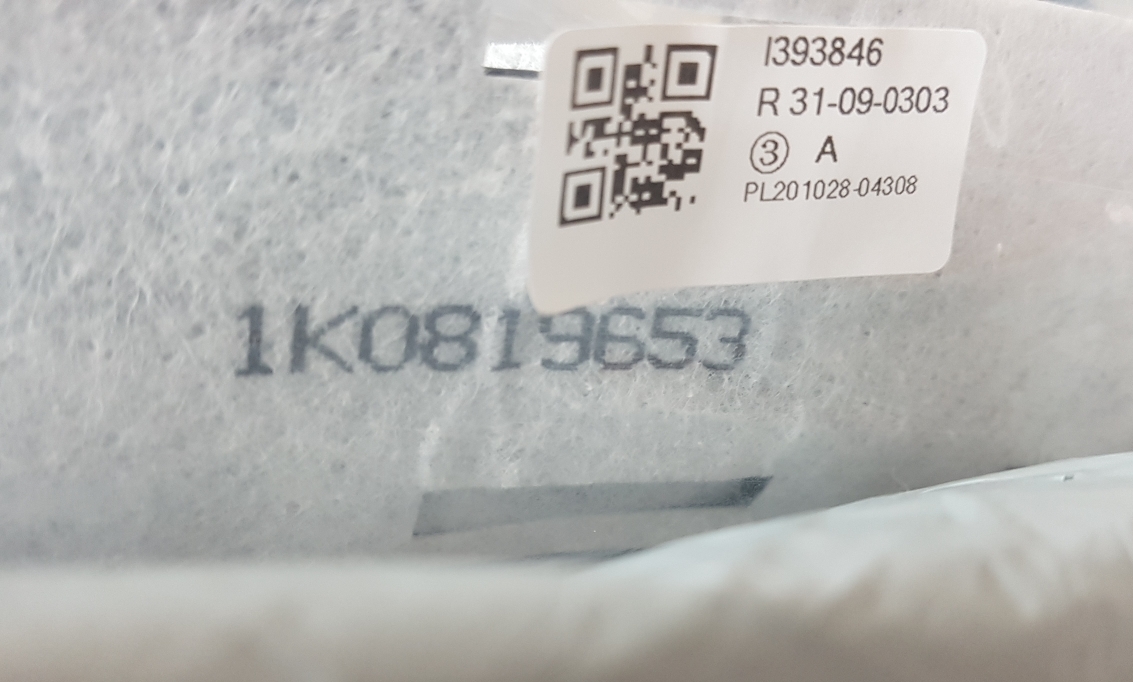 I393846
R 31-09-0303
③ A
PL201028-04308
1K0819653